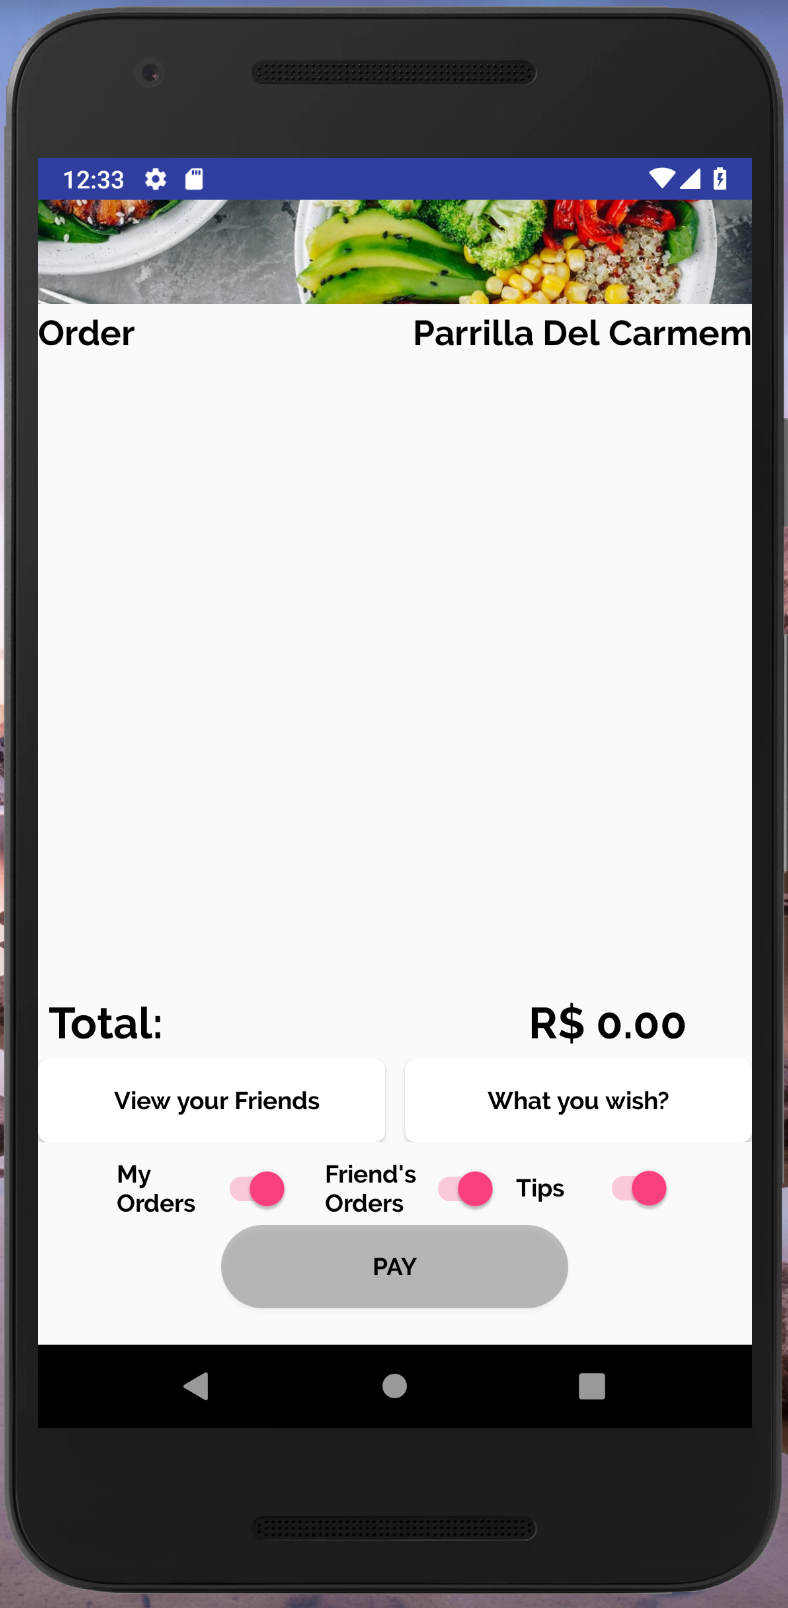 12:33
Order
Parrilla Del Carmem
Total:
R$ 0.00
View your Friends
What you wish?
My
Orders
Friend's
Orders
Tips
PAY